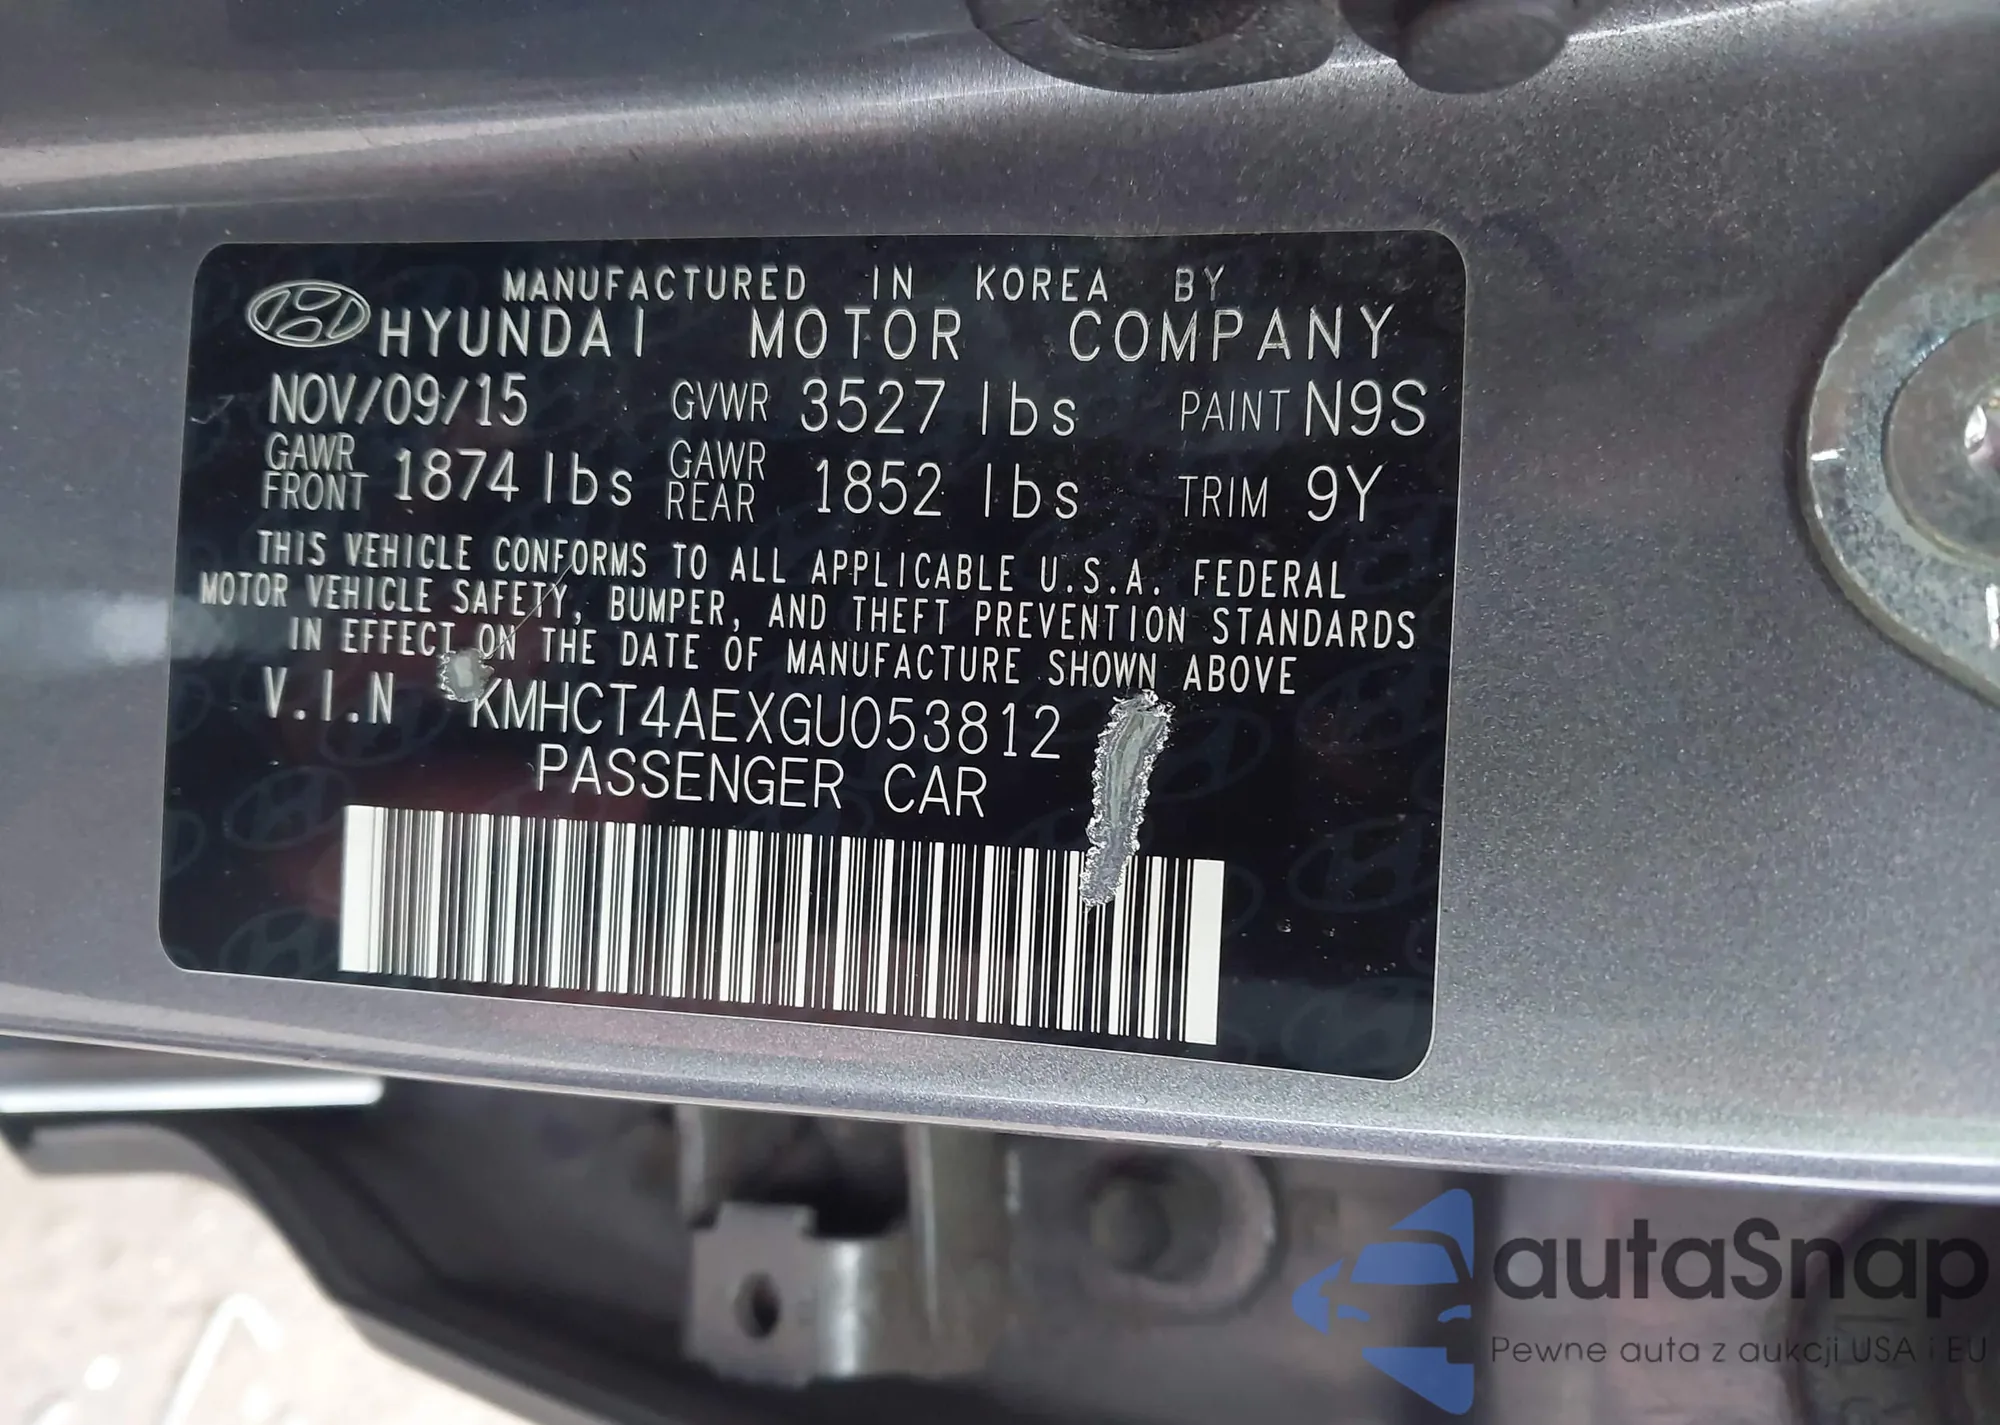 MANUFACTURED IN KOREA BY
HYUNDAI MOTOR COMPANY
NOV/09/15 GVWR 3527 lbs PAINT N9S
GAWR FRONT 1874 lbs GAWR REAR 1852 lbs TRIM 9Y
THIS VEHICLE CONFORMS TO ALL APPLICABLE U.S.A. FEDERAL
MOTOR VEHICLE SAFETY, BUMPER, AND THEFT PREVENTION STANDARDS
IN EFFECT ON THE DATE OF MANUFACTURE SHOWN ABOVE
V.I.N KMHCT4AEXGU053812
PASSENGER CAR
autaSnap
Pewne auta z aukcji USA i EU